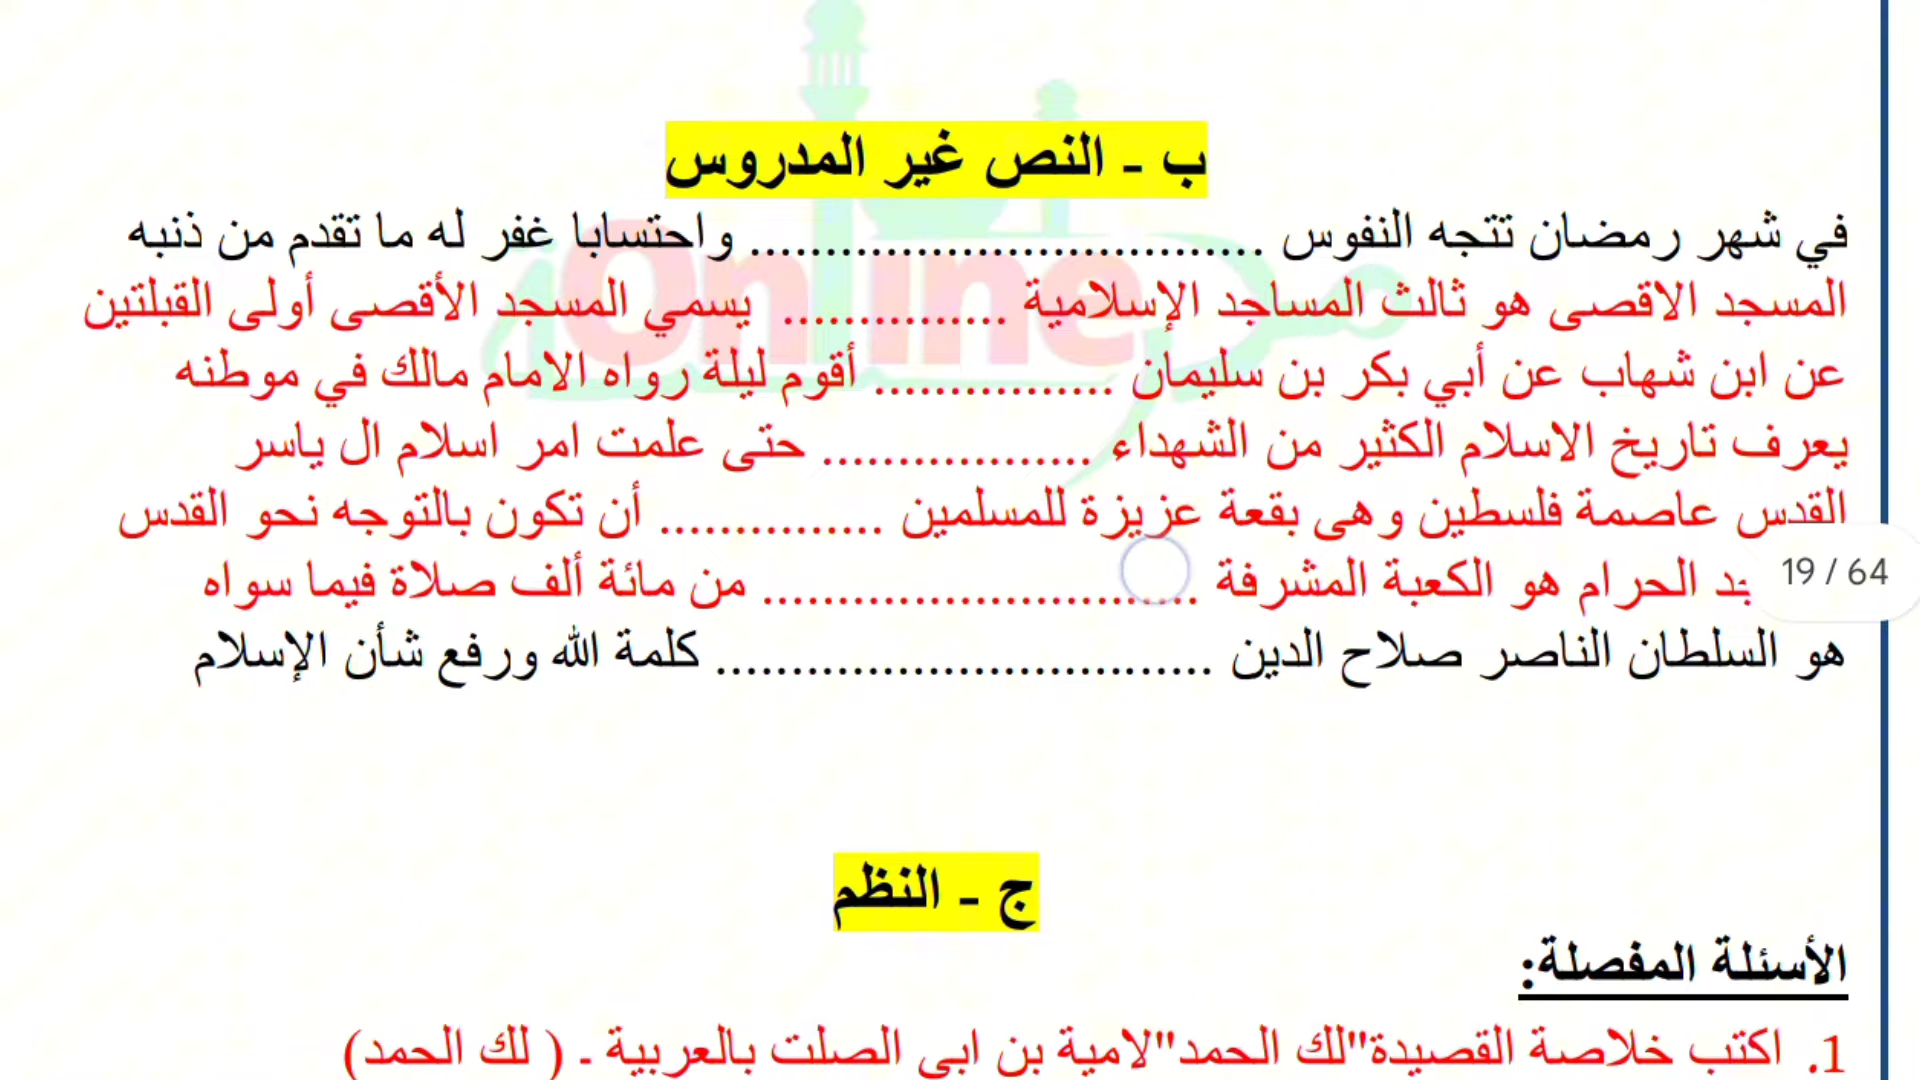 ب - النص غير المدروس
في شهر رمضان تتجه النفوس .................................. واحتسابا غفر له ما تقدم من ذنبه
المسجد الاقصى هو ثالث المساجد الإسلامية ............... يسمي المسجد الأقصى أولى القبلتين
عن ابن شهاب عن أبي بكر بن سليمان ................ أقوم ليلة رواه الامام مالك في موطنه
يعرف تاريخ الاسلام الكثير من الشهداء .................. حتى علمت امر اسلام ال ياسر
القدس عاصمة فلسطين وهى بقعة عزيزة للمسلمين ............... أن تكون بالتوجه نحو القدس
الحرام هو الكعبة المشرفة ............................. من مائة ألف صلاة فيما سواه
19 / 64
هو السلطان الناصر صلاح الدين ................................. كلمة الله ورفع شأن الإسلام
ج - النظم
الأسئلة المفصلة:
1. اكتب خلاصة القصيدة"لك الحمد"لامية بن ابى الصلت بالعربية - ( لك الحمد)
Online